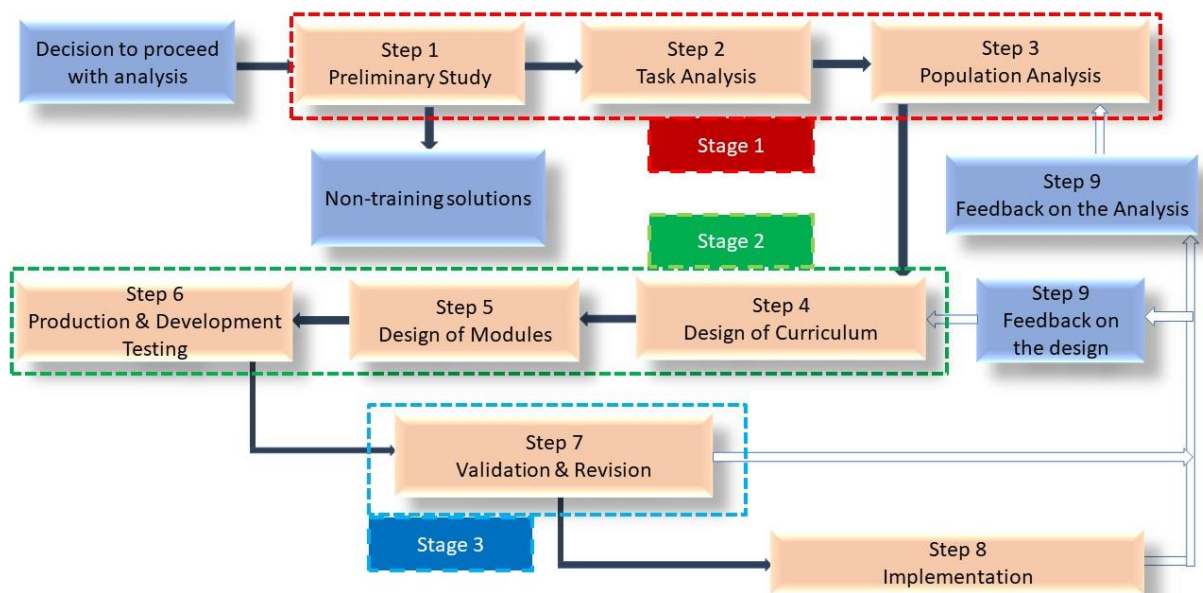 Decision to proceed
with analysis
Step 1
Preliminary Study
Step 2
Task Analysis
Step 3
Population Analysis
Stage 1
Non-training solutions
Step 9
Feedback on the Analysis
Stage 2
Step 6
Production & Development
Testing
Step 5
Design of Modules
Step 4
Design of Curriculum
Step 9
Feedback on
the design
Step 7
Validation & Revision
Stage 3
Step 8
Implementation